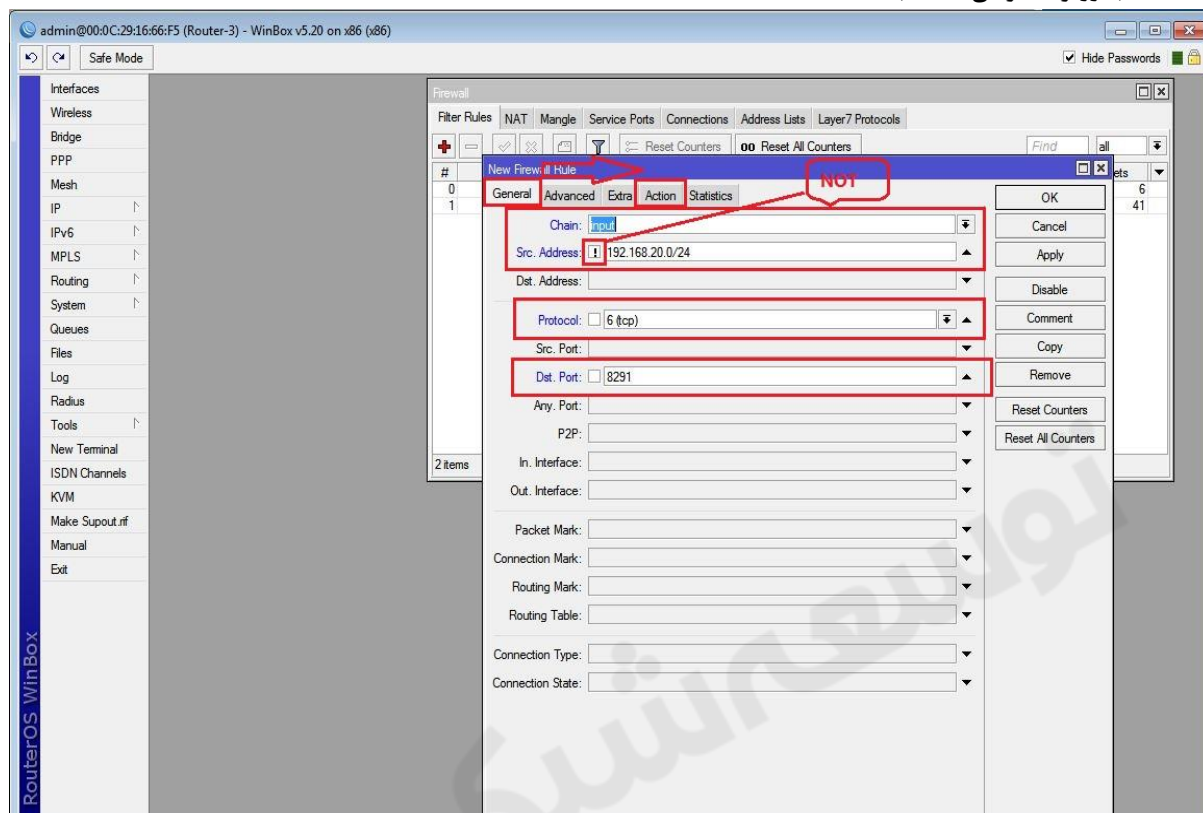 admin@00:0C:29:16:66:F5 (Router-3) - WinBox v5.20 on x86 (x86)
Safe Mode
Hide Passwords
Interfaces
Wireless
Bridge
PPP
Mesh
IP
IPv6
MPLS
Routing
System
Queues
Files
Log
Radius
Tools
New Terminal
ISDN Channels
KVM
Make Supout.rif
Manual
Exit
RouterOS WinBox
Firewall
Filter Rules NAT Mangle Service Ports Connections Address Lists Layer7 Protocols
Reset Counters 00 Reset All Counters Find all
#
0 6
1 41
2 items
New Firewall Rule
NOT
General Advanced Extra Action Statistics
Chain: input
Src. Address: ! 192.168.20.0/24
Dst. Address:
Protocol: 6 (tcp)
Src. Port:
Dst. Port: 8291
Any. Port:
P2P:
In. Interface:
Out. Interface:
Packet Mark:
Connection Mark:
Routing Mark:
Routing Table:
Connection Type:
Connection State:
OK
Cancel
Apply
Disable
Comment
Copy
Remove
Reset Counters
Reset All Counters